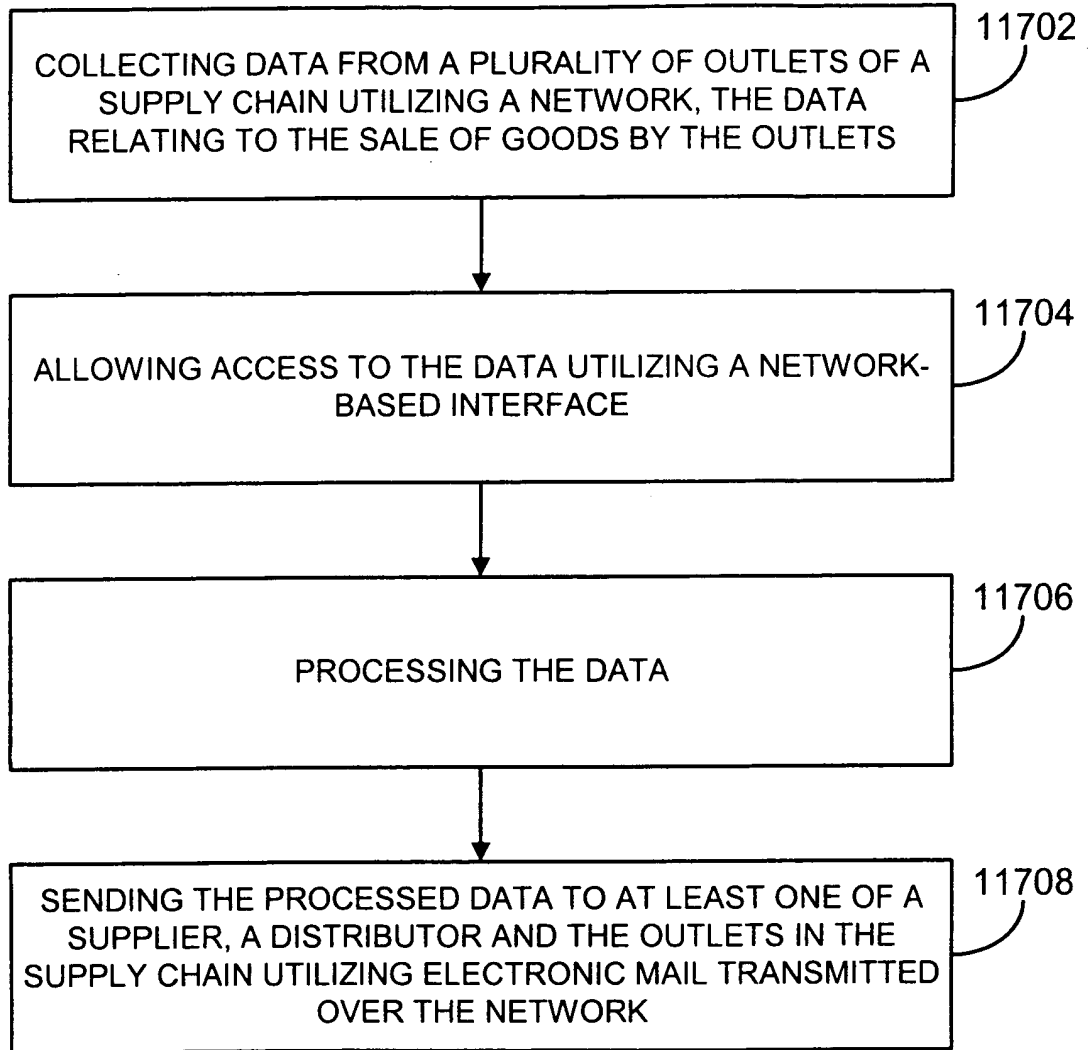 11702
COLLECTING DATA FROM A PLURALITY OF OUTLETS OF A
SUPPLY CHAIN UTILIZING A NETWORK, THE DATA
RELATING TO THE SALE OF GOODS BY THE OUTLETS
11704
ALLOWING ACCESS TO THE DATA UTILIZING A NETWORK-
BASED INTERFACE
11706
PROCESSING THE DATA
11708
SENDING THE PROCESSED DATA TO AT LEAST ONE OF A
SUPPLIER, A DISTRIBUTOR AND THE OUTLETS IN THE
SUPPLY CHAIN UTILIZING ELECTRONIC MAIL TRANSMITTED
OVER THE NETWORK